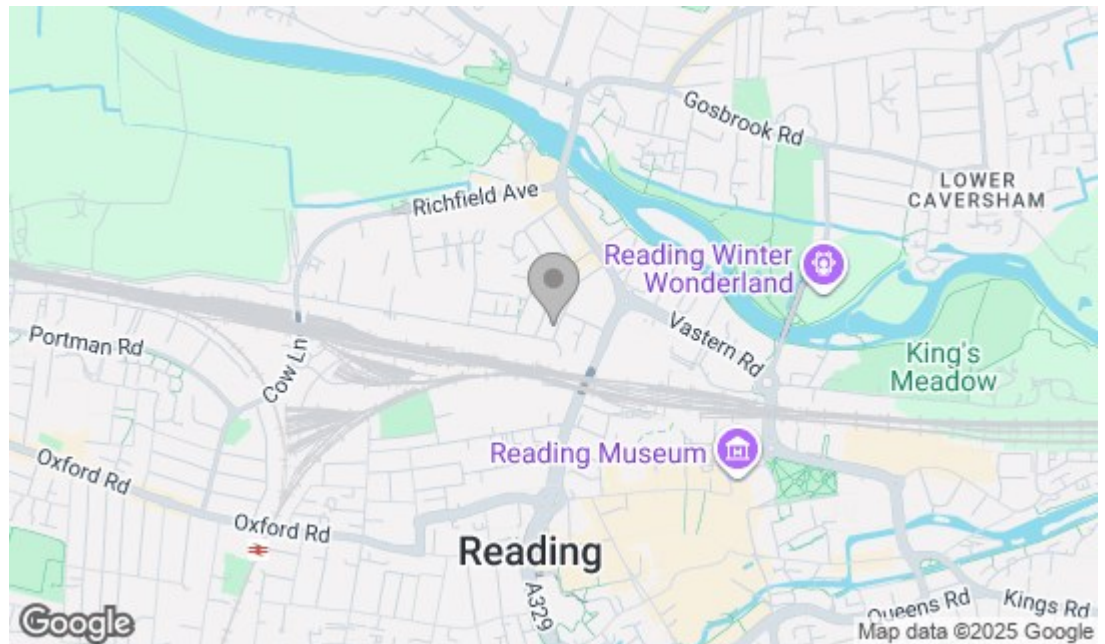 Gosbrook Rd
LOWER
CAVERSHAM
Richfield Ave
Reading Winter
Wonderland
Portman Rd
Cow Ln
Vastern Rd
King's
Meadow
Reading Museum
Oxford Rd
Oxford Rd
Reading
A329
Queens Rd
Kings Rd
Google
Map data ©2025 Google